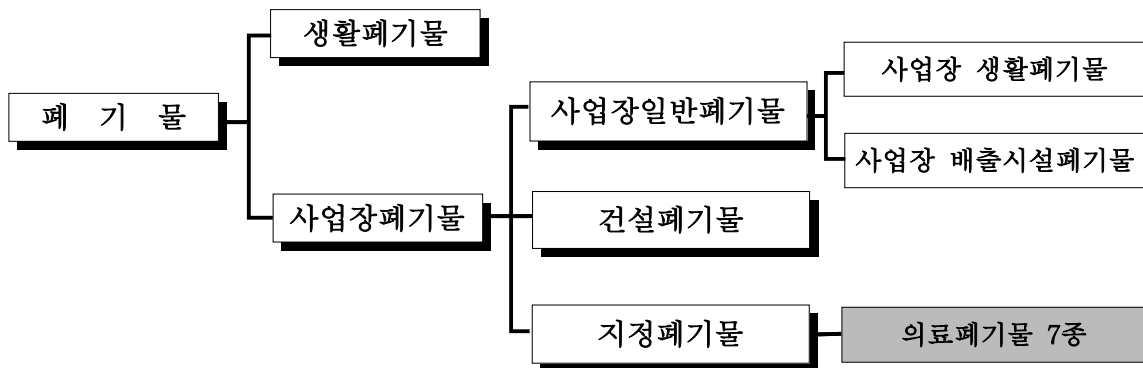 생활폐기물
사업장 생활폐기물
폐 기 물
사업장일반폐기물
사업장 배출시설폐기물
사업장폐기물
건설폐기물
지정폐기물
의료폐기물 7종